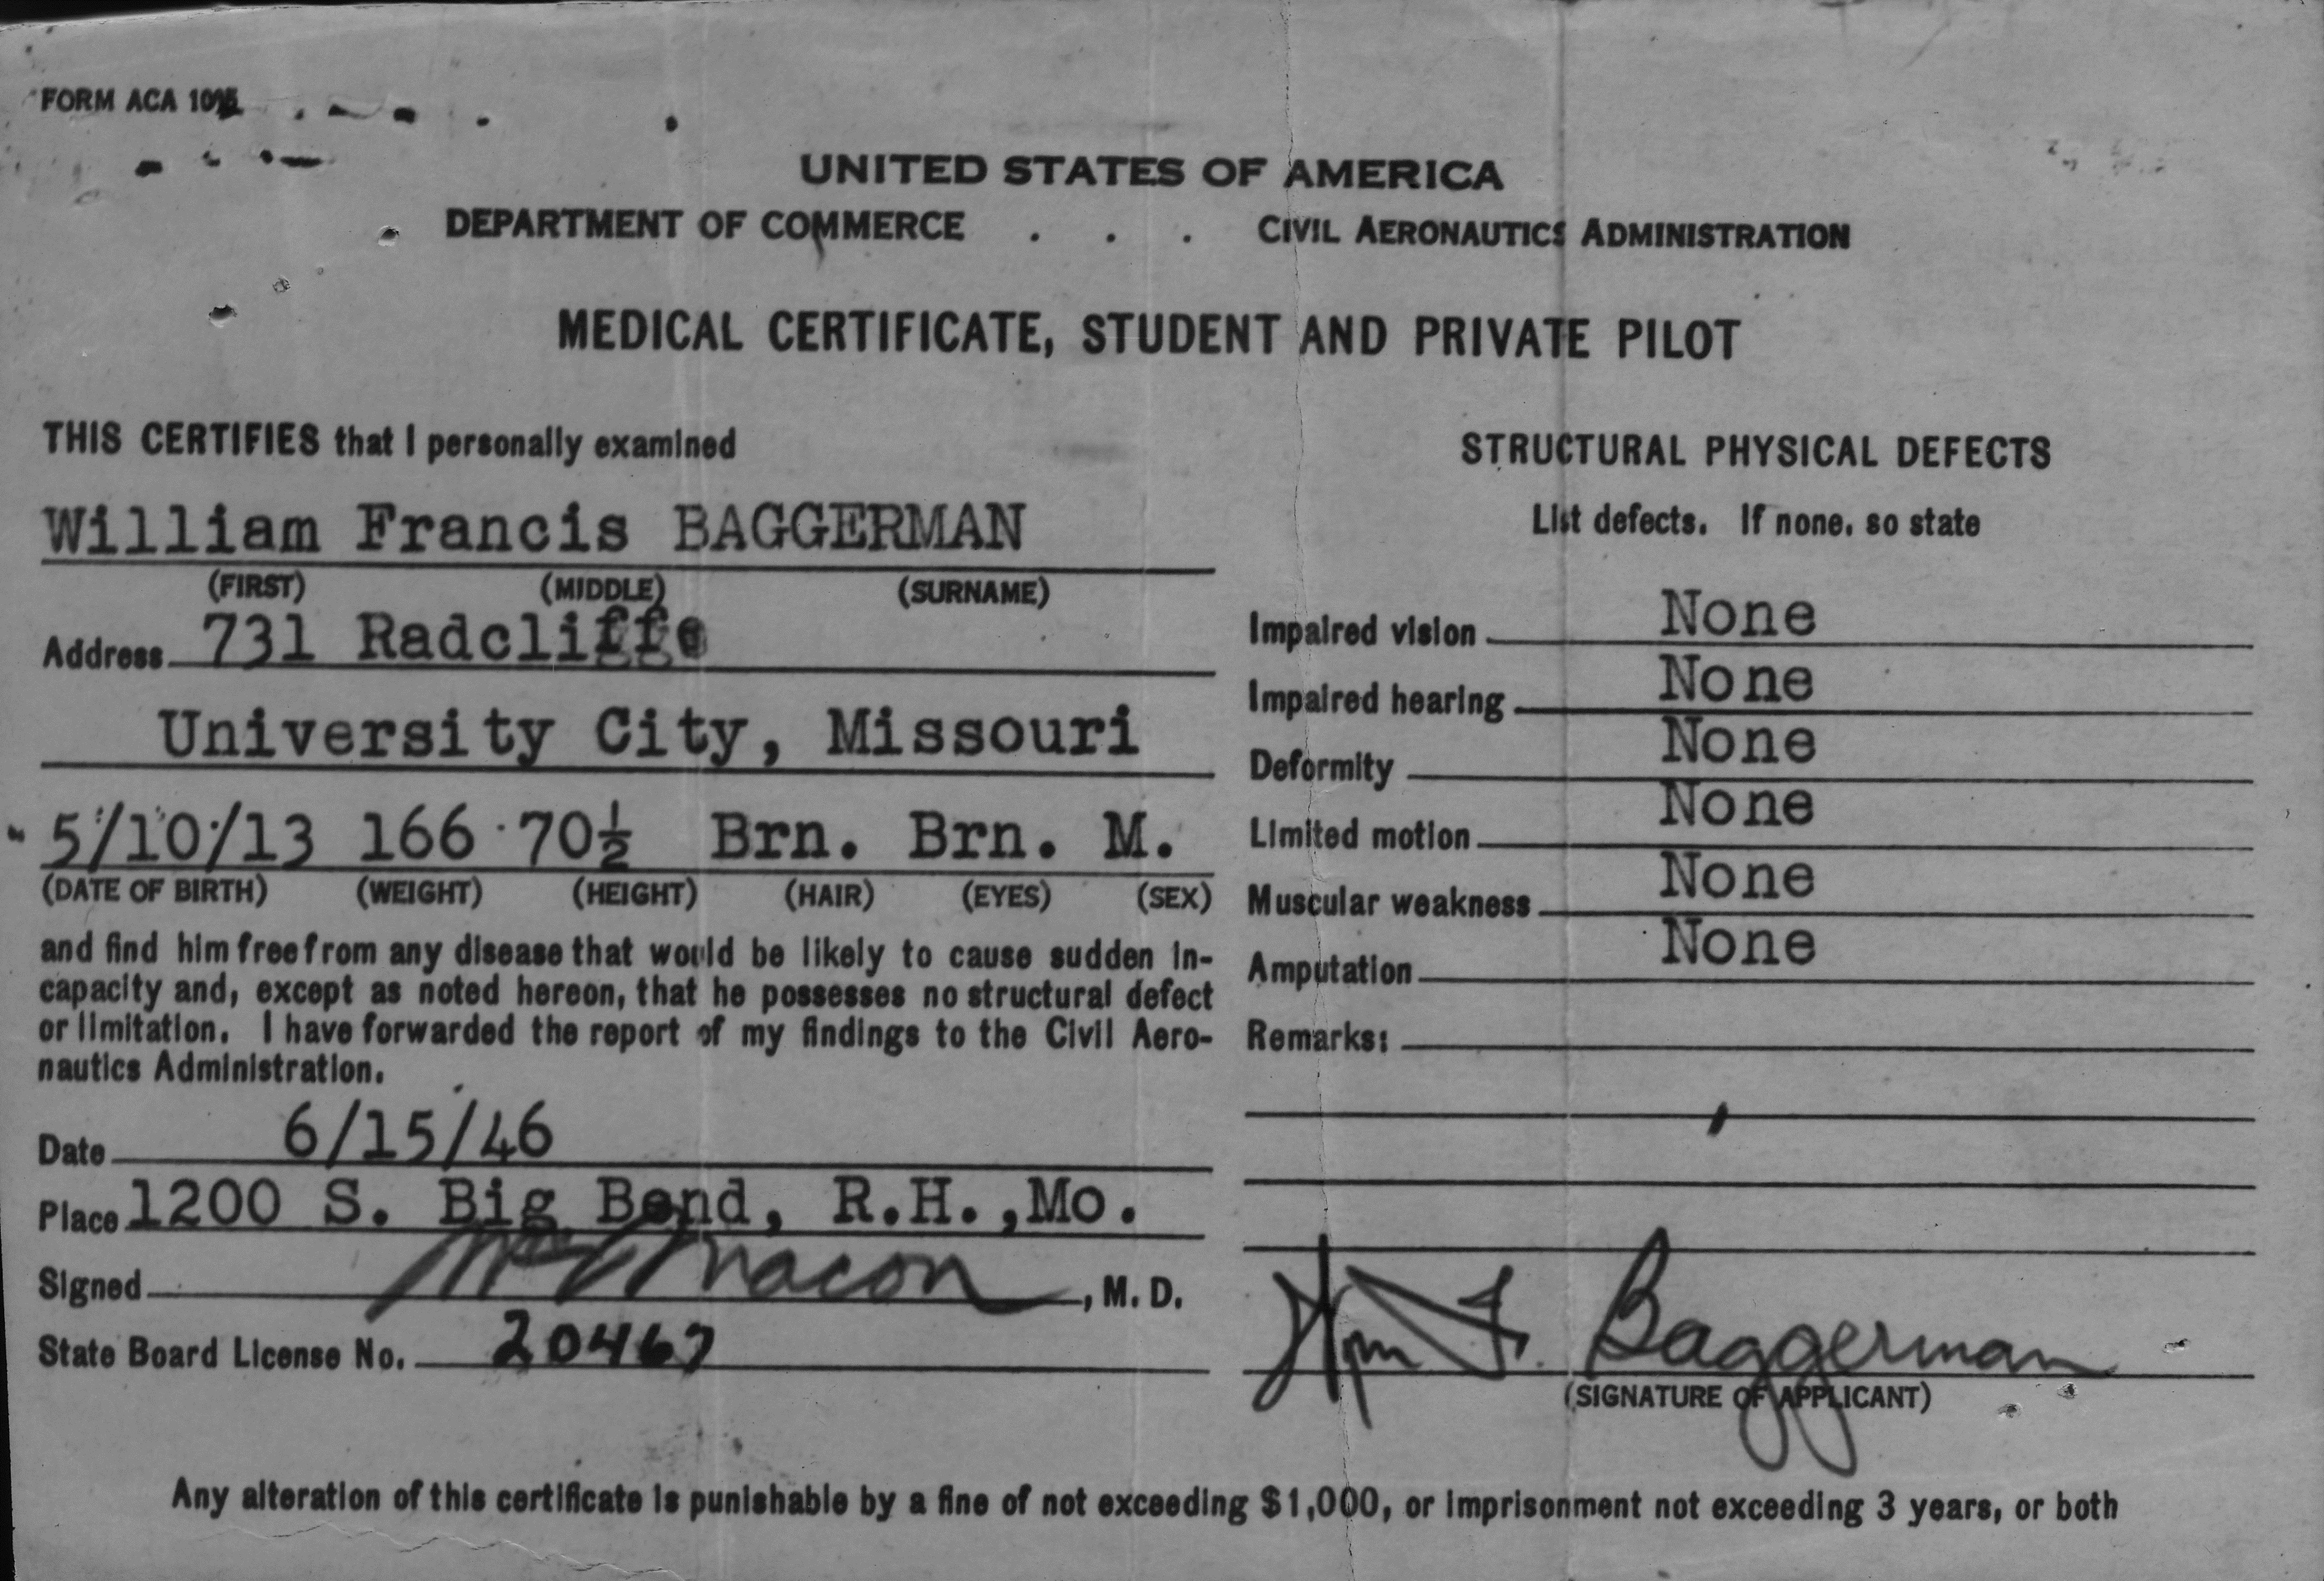 FORM ACA
UNITED STATES OF AMERICA
DEPARTMENT OF COMMERCE . . . CIVIL AERONAUTICS ADMINISTRATION
MEDICAL CERTIFICATE, STUDENT AND PRIVATE PILOT
THIS CERTIFIES that I personally examined
William Francis BAGGERMAN
(FIRST) (MIDDLE) (SURNAME)
Address 731 Radcliffe
University City, Missouri
5/10/13 166 70½ Brn. Brn. M.
(DATE OF BIRTH) (WEIGHT) (HEIGHT) (HAIR) (EYES) (SEX)
and find him free from any disease that would be likely to cause sudden in-
capacity and, except as noted hereon, that he possesses no structural defect
or limitation. I have forwarded the report of my findings to the Civil Aero-
nautics Administration.
Date 6/15/46
Place 1200 S. Big Bend, R.H.,Mo.
Signed Macon, M. D.
State Board License No. 20467
STRUCTURAL PHYSICAL DEFECTS
List defects. If none, so state
Impaired vision None
Impaired hearing None
Deformity None
Limited motion None
Muscular weakness None
Amputation None
Remarks:
Wm F. Baggerman
(SIGNATURE OF APPLICANT)
Any alteration of this certificate is punishable by a fine of not exceeding $1,000, or imprisonment not exceeding 3 years, or both